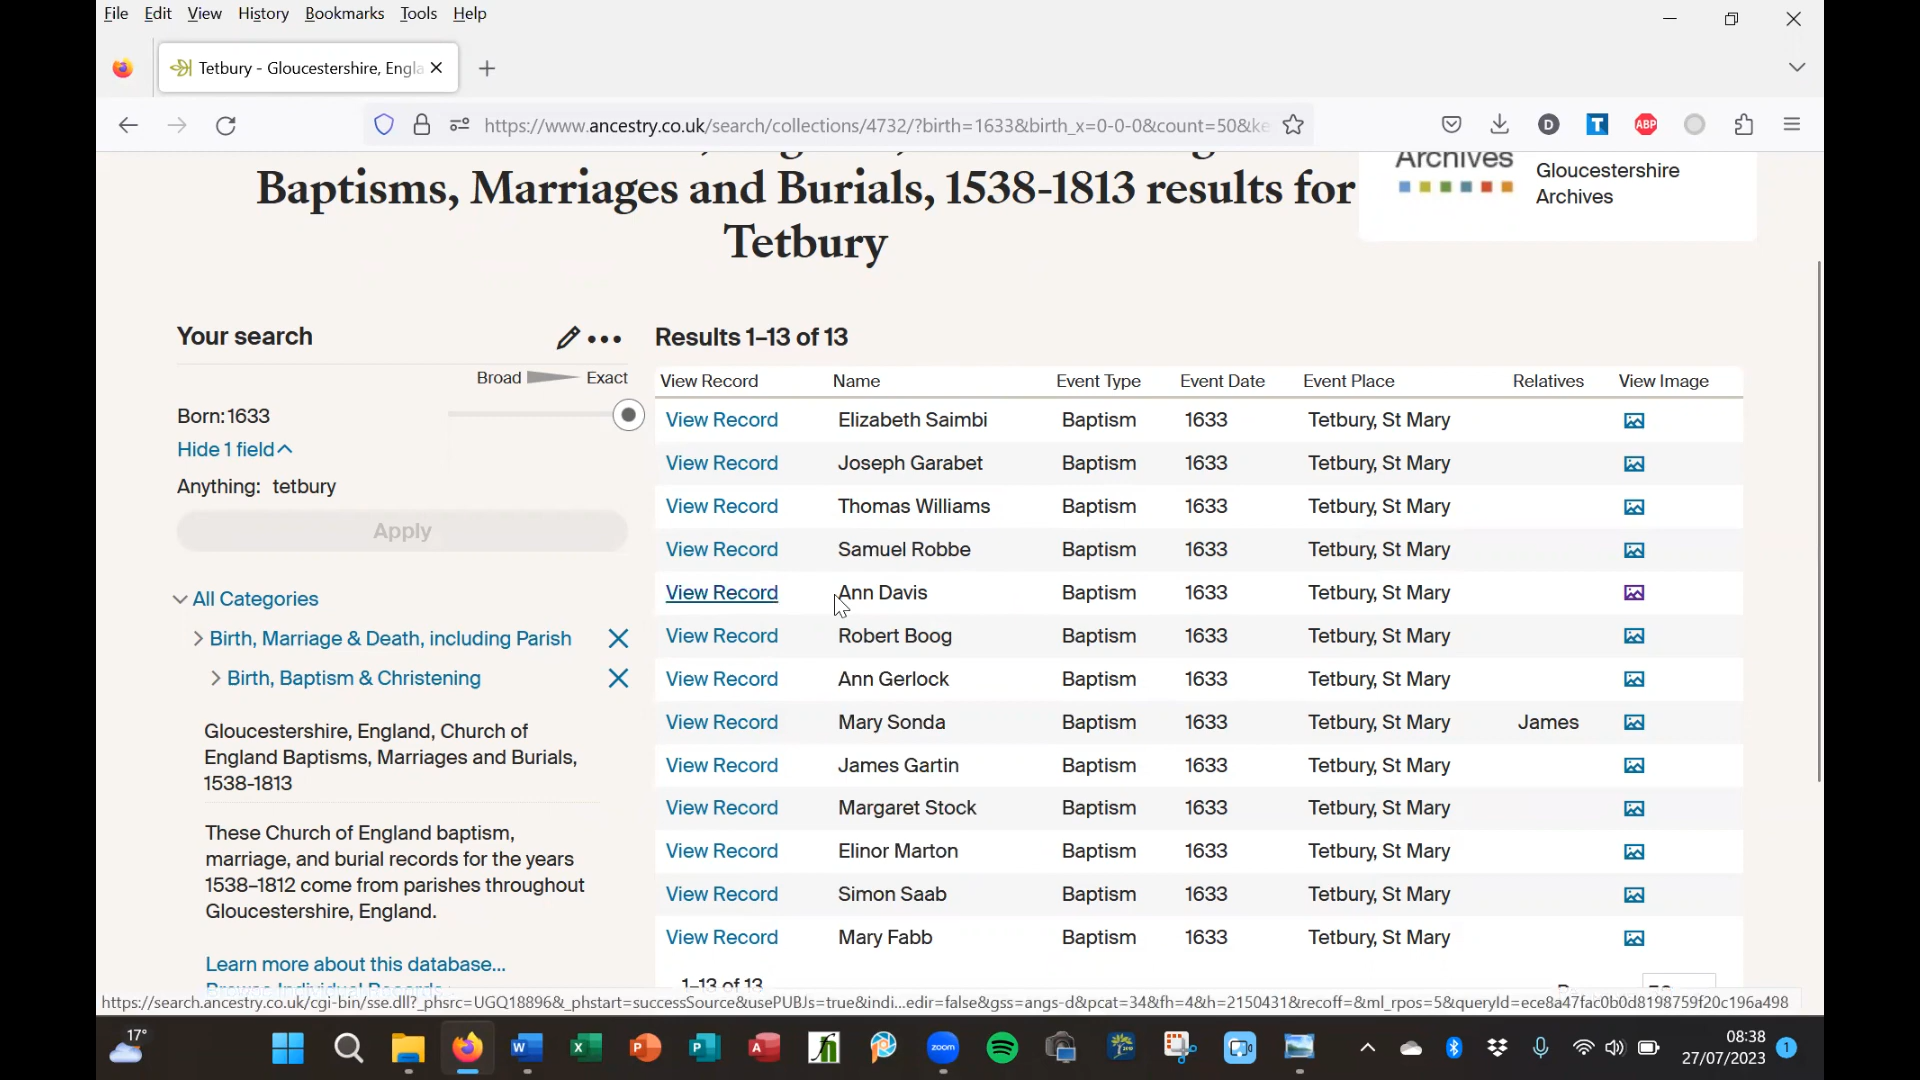 File Edit View History Bookmarks Tools Help
Tetbury - Gloucestershire, Engla
https://www.ancestry.co.uk/search/collections/4732/?birth=1633&birth_x=0-0-0&count=50&ke
Baptisms, Marriages and Burials, 1538-1813 results for
Tetbury
Archives
Gloucestershire
Archives
Your search
Broad Exact
Born:1633
Hide 1 field
Anything: tetbury
Apply
All Categories
Birth, Marriage & Death, including Parish
Birth, Baptism & Christening
Gloucestershire, England, Church of
England Baptisms, Marriages and Burials,
1538-1813
These Church of England baptism,
marriage, and burial records for the years
1538–1812 come from parishes throughout
Gloucestershire, England.
Learn more about this database...
Results 1–13 of 13
View Record Name Event Type Event Date Event Place Relatives View Image
View Record Elizabeth Saimbi Baptism 1633 Tetbury, St Mary
View Record Joseph Garabet Baptism 1633 Tetbury, St Mary
View Record Thomas Williams Baptism 1633 Tetbury, St Mary
View Record Samuel Robbe Baptism 1633 Tetbury, St Mary
View Record Ann Davis Baptism 1633 Tetbury, St Mary
View Record Robert Boog Baptism 1633 Tetbury, St Mary
View Record Ann Gerlock Baptism 1633 Tetbury, St Mary
View Record Mary Sonda Baptism 1633 Tetbury, St Mary James
View Record James Gartin Baptism 1633 Tetbury, St Mary
View Record Margaret Stock Baptism 1633 Tetbury, St Mary
View Record Elinor Marton Baptism 1633 Tetbury, St Mary
View Record Simon Saab Baptism 1633 Tetbury, St Mary
View Record Mary Fabb Baptism 1633 Tetbury, St Mary
1–13 of 13
https://search.ancestry.co.uk/cgi-bin/sse.dll?_phsrc=UGQ18896&_phstart=successSource&usePUBJs=true&indi...edir=false&gss=angs-d&pcat=34&fh=4&h=2150431&recoff=&ml_rpos=5&queryId=ece8a47fac0b0d8198759f20c196a498
17°
zoom
08:38
27/07/2023
1